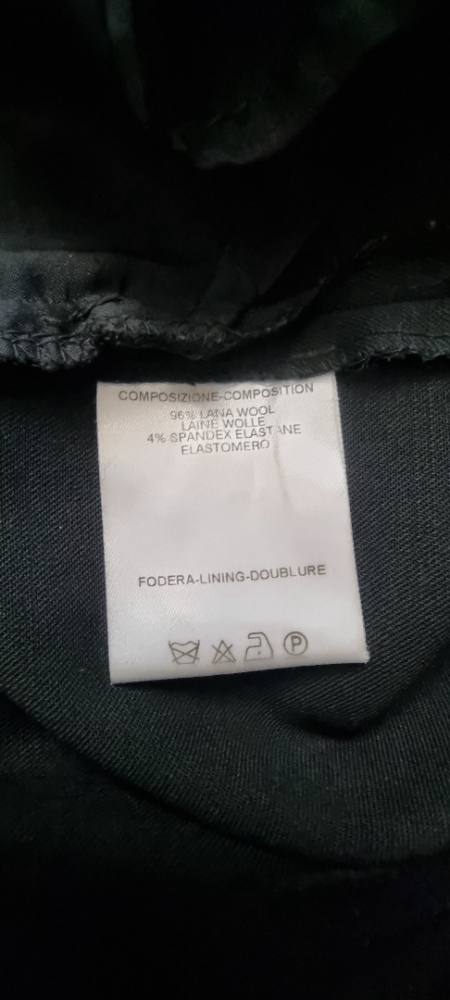 COMPOSIZIONE-COMPOSITION
96% LANA WOOL
LAINE WOLLE
4% SPANDEX ELASTANE
ELASTOMERO
FODERA-LINING-DOUBLURE
P